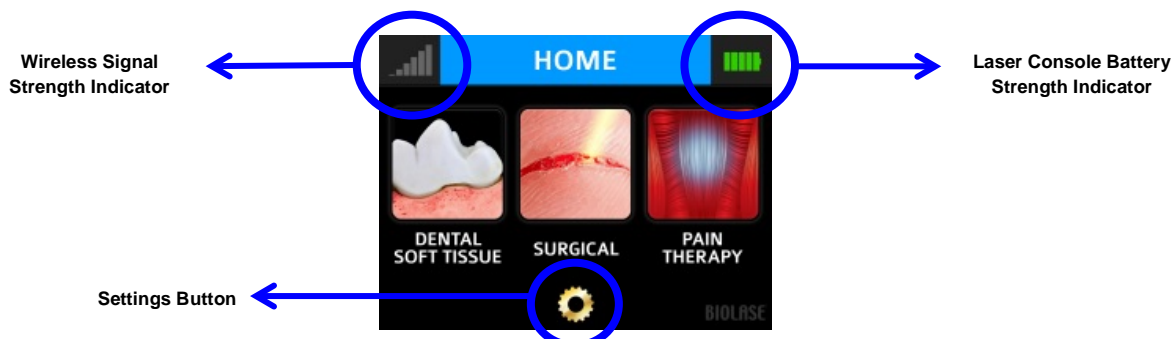 Wireless Signal
Strength Indicator
HOME
Laser Console Battery
Strength Indicator
DENTAL
SOFT TISSUE
SURGICAL
PAIN
THERAPY
Settings Button
BIOLASE